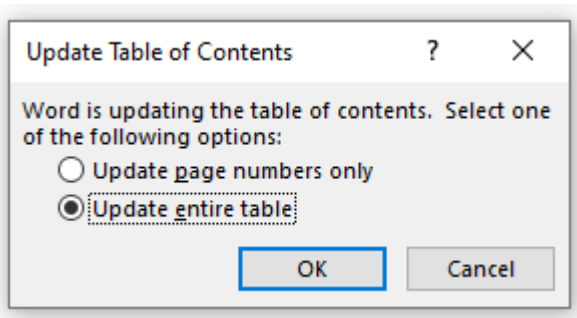 Update Table of Contents ?
Word is updating the table of contents. Select one
of the following options:
Update page numbers only
Update entire table
OK Cancel